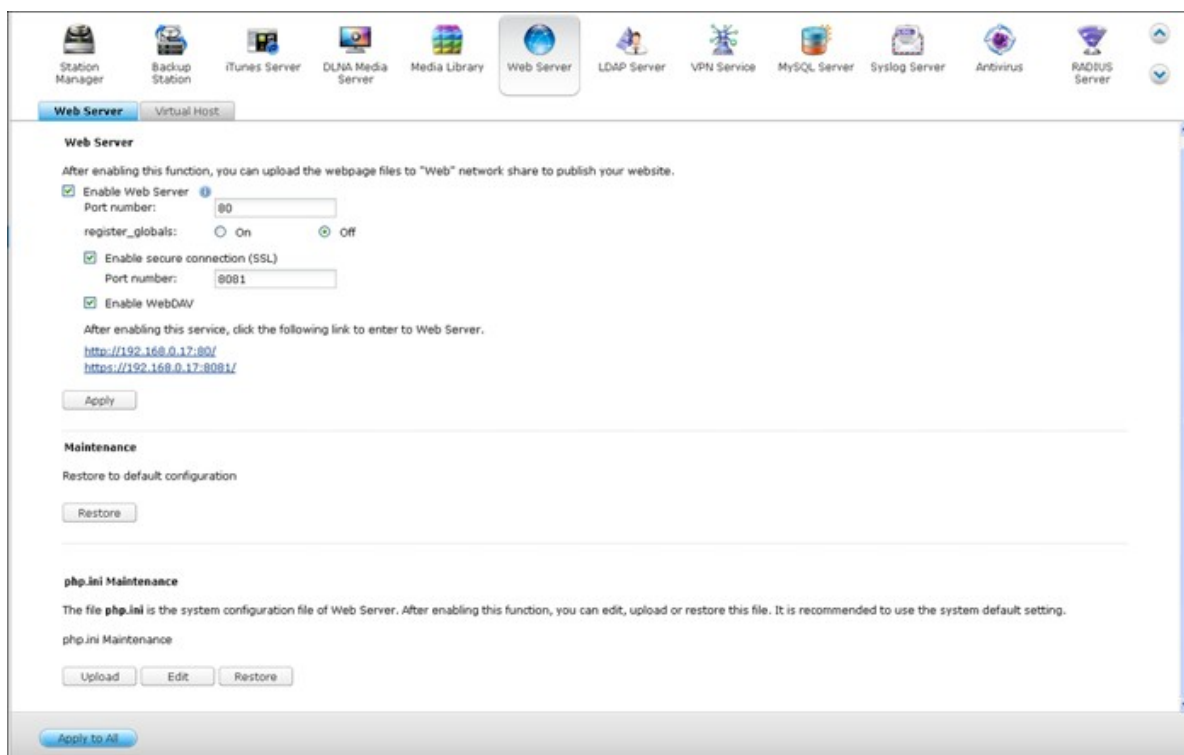 Station Manager
Backup Station
iTunes Server
DLNA Media Server
Media Library
Web Server
LDAP Server
VPN Service
MySQL Server
Syslog Server
Antivirus
RADIUS Server
Web Server
Virtual Host
Web Server
After enabling this function, you can upload the webpage files to "Web" network share to publish your website.
Enable Web Server
Port number: 80
register_globals: On Off
Enable secure connection (SSL)
Port number: 8081
Enable WebDAV
After enabling this service, click the following link to enter to Web Server.
http://192.168.0.17:80/
https://192.168.0.17:8081/
Apply
Maintenance
Restore to default configuration
Restore
php.ini Maintenance
The file php.ini is the system configuration file of Web Server. After enabling this function, you can edit, upload or restore this file. It is recommended to use the system default setting.
php.ini Maintenance
Upload Edit Restore
Apply to All